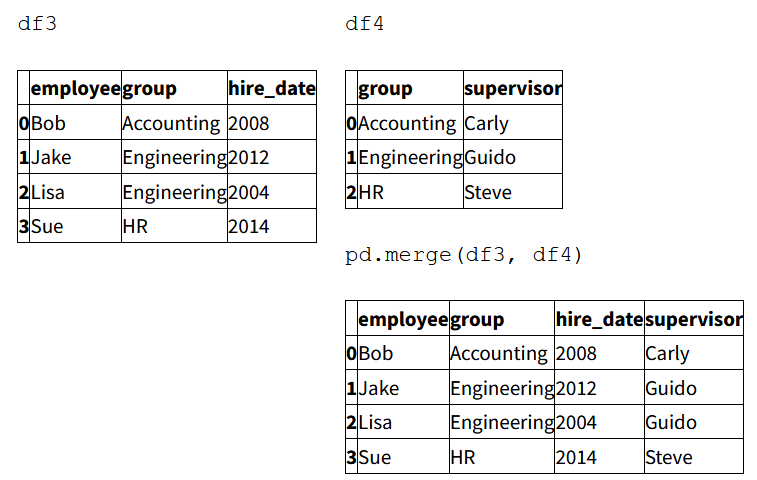 df3
employee group hire_date
0 Bob Accounting 2008
1 Jake Engineering 2012
2 Lisa Engineering 2004
3 Sue HR 2014
df4
group supervisor
0 Accounting Carly
1 Engineering Guido
2 HR Steve
pd.merge(df3, df4)
employee group hire_date supervisor
0 Bob Accounting 2008 Carly
1 Jake Engineering 2012 Guido
2 Lisa Engineering 2004 Guido
3 Sue HR 2014 Steve